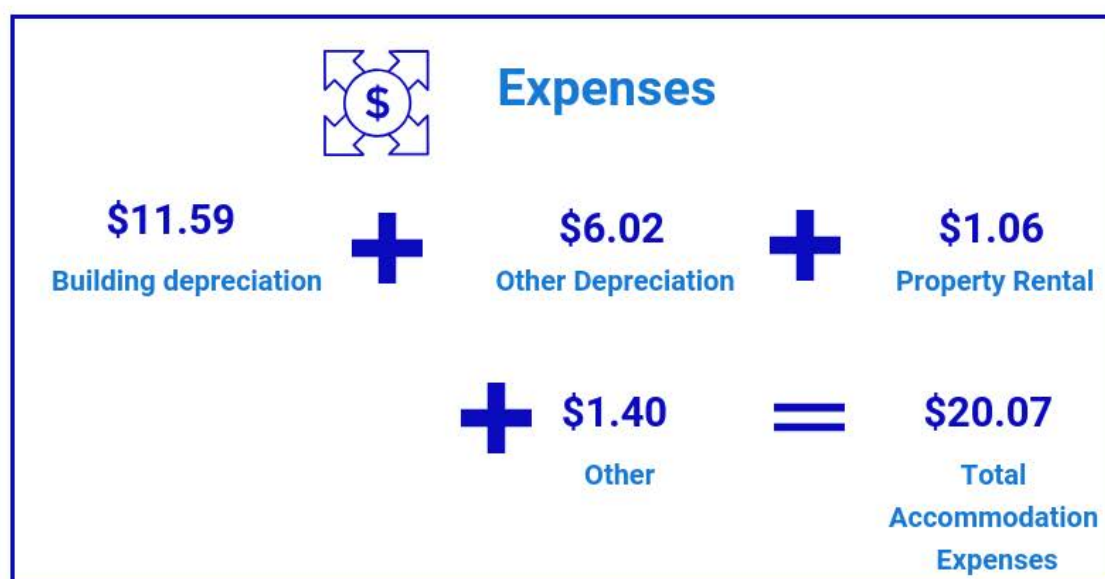 $
Expenses
$11.59 + $6.02 + $1.06
Building depreciation Other Depreciation Property Rental
+ $1.40 = $20.07
Other Total
Accommodation
Expenses